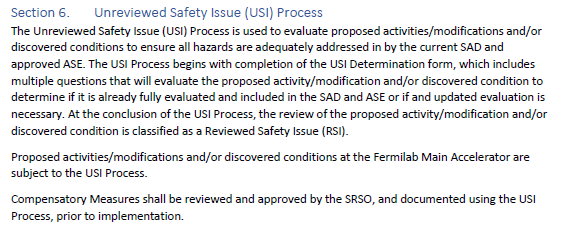 Section 6. Unreviewed Safety Issue (USI) Process
The Unreviewed Safety Issue (USI) Process is used to evaluate proposed activities/modifications and/or
discovered conditions to ensure all hazards are adequately addressed in by the current SAD and
approved ASE. The USI Process begins with completion of the USI Determination form, which includes
multiple questions that will evaluate the proposed activity/modification and/or discovered condition to
determine if it is already fully evaluated and included in the SAD and ASE or if and updated evaluation is
necessary. At the conclusion of the USI Process, the review of the proposed activity/modification and/or
discovered condition is classified as a Reviewed Safety Issue (RSI).
Proposed activities/modifications and/or discovered conditions at the Fermilab Main Accelerator are
subject to the USI Process.
Compensatory Measures shall be reviewed and approved by the SRSO, and documented using the USI
Process, prior to implementation.